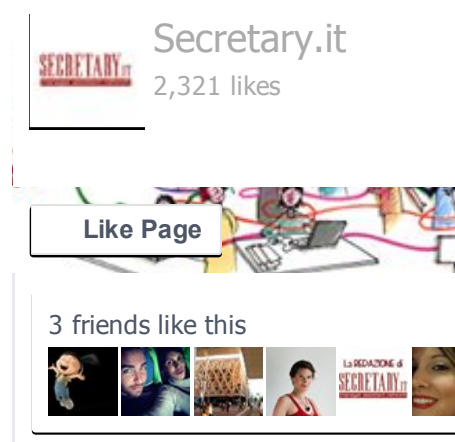 SECRETARY.IT
Secretary.it
2,321 likes
Like Page
3 friends like this
La REDAZIONE di
SECRETARY.IT